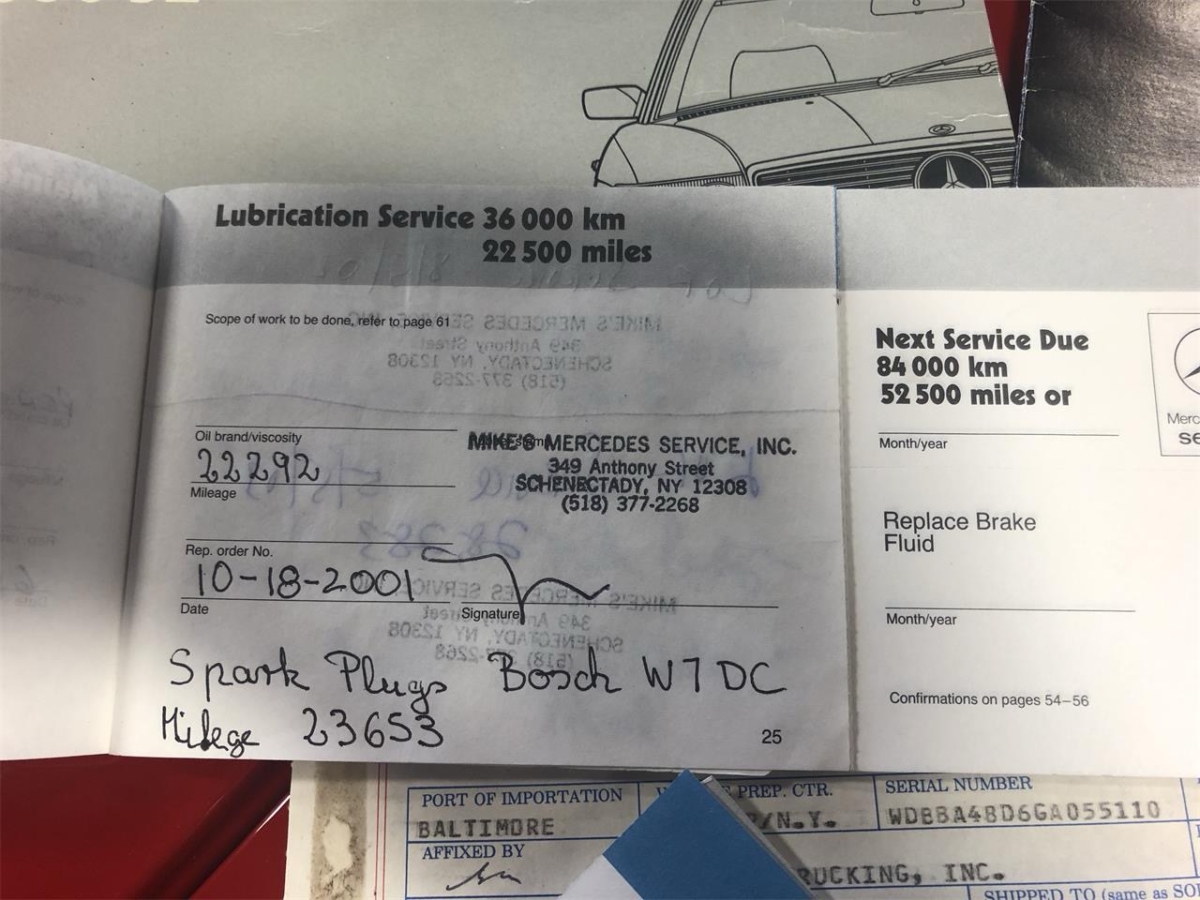 Lubrication Service 36 000 km
22 500 miles
Scope of work to be done, refer to page 61
Oil brand/viscosity
22292
Mileage
MIKE'S MERCEDES SERVICE, INC.
349 Anthony Street
SCHENECTADY, NY 12308
(518) 377-2268
Rep. order No.
10-18-2001
Date
Signature
Spark Plugs Bosch W7DC
Milege 23653
25
Next Service Due
84 000 km
52 500 miles or
Month/year
Replace Brake
Fluid
Month/year
Confirmations on pages 54–56
PORT OF IMPORTATION
BALTIMORE
AFFIXED BY
PREP. CTR.
/N.Y.
SERIAL NUMBER
WDBBA48D6GA055110
RUCKING, INC.
SHIPPED TO (same as SOL